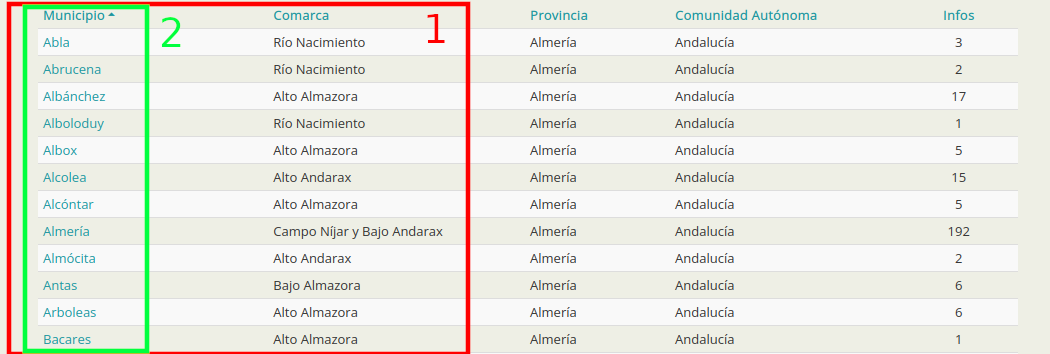 Municipio Comarca Provincia Comunidad Autónoma Infos
2 1
Abla Río Nacimiento Almería Andalucía 3
Abrucena Río Nacimiento Almería Andalucía 2
Albánchez Alto Almazora Almería Andalucía 17
Alboloduy Río Nacimiento Almería Andalucía 1
Albox Alto Almazora Almería Andalucía 5
Alcolea Alto Andarax Almería Andalucía 15
Alcóntar Alto Almazora Almería Andalucía 5
Almería Campo Níjar y Bajo Andarax Almería Andalucía 192
Almócita Alto Andarax Almería Andalucía 2
Antas Bajo Almazora Almería Andalucía 6
Arboleas Alto Almazora Almería Andalucía 6
Bacares Alto Almazora Almería Andalucía 1